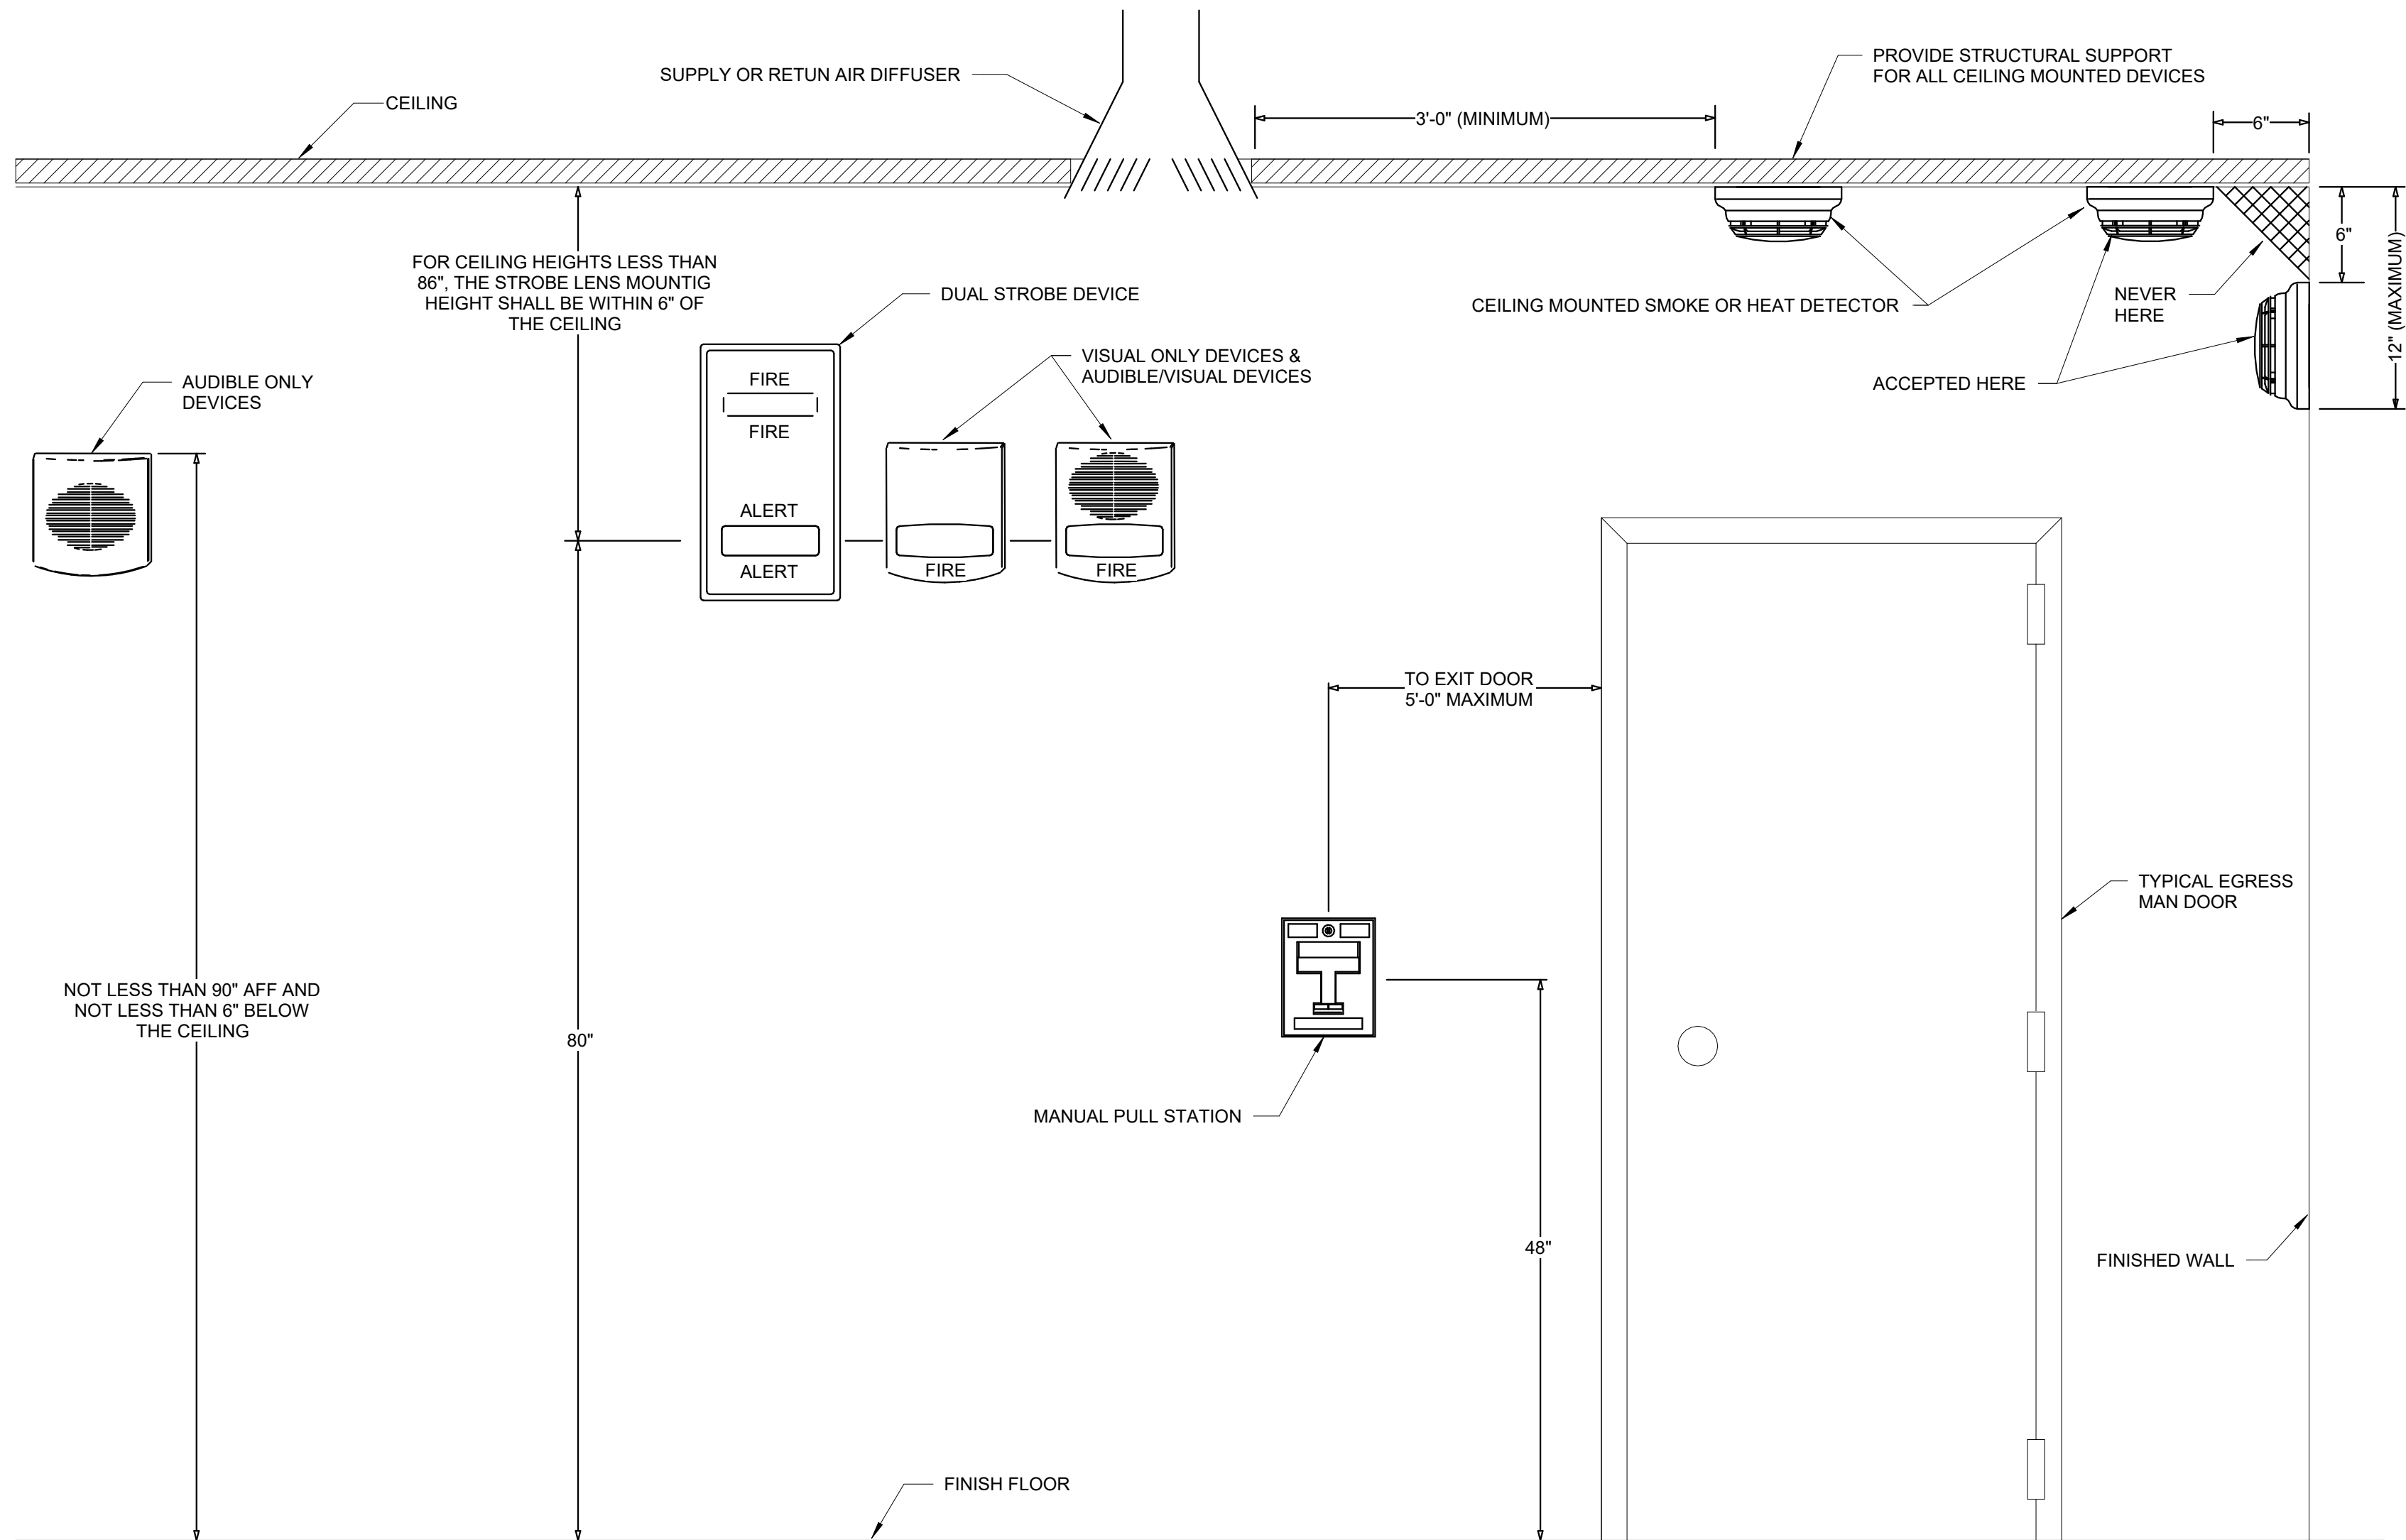 PROVIDE STRUCTURAL SUPPORT
FOR ALL CEILING MOUNTED DEVICES
SUPPLY OR RETUN AIR DIFFUSER
CEILING
3'-0" (MINIMUM)
6"
FOR CEILING HEIGHTS LESS THAN
86", THE STROBE LENS MOUNTIG
HEIGHT SHALL BE WITHIN 6" OF
THE CEILING
DUAL STROBE DEVICE
CEILING MOUNTED SMOKE OR HEAT DETECTOR
NEVER
HERE
6"
12" (MAXIMUM)
AUDIBLE ONLY
DEVICES
VISUAL ONLY DEVICES &
AUDIBLE/VISUAL DEVICES
ACCEPTED HERE
FIRE
FIRE
ALERT
ALERT
FIRE
FIRE
TO EXIT DOOR
5'-0" MAXIMUM
TYPICAL EGRESS
MAN DOOR
NOT LESS THAN 90" AFF AND
NOT LESS THAN 6" BELOW
THE CEILING
80"
MANUAL PULL STATION
48"
FINISHED WALL
FINISH FLOOR